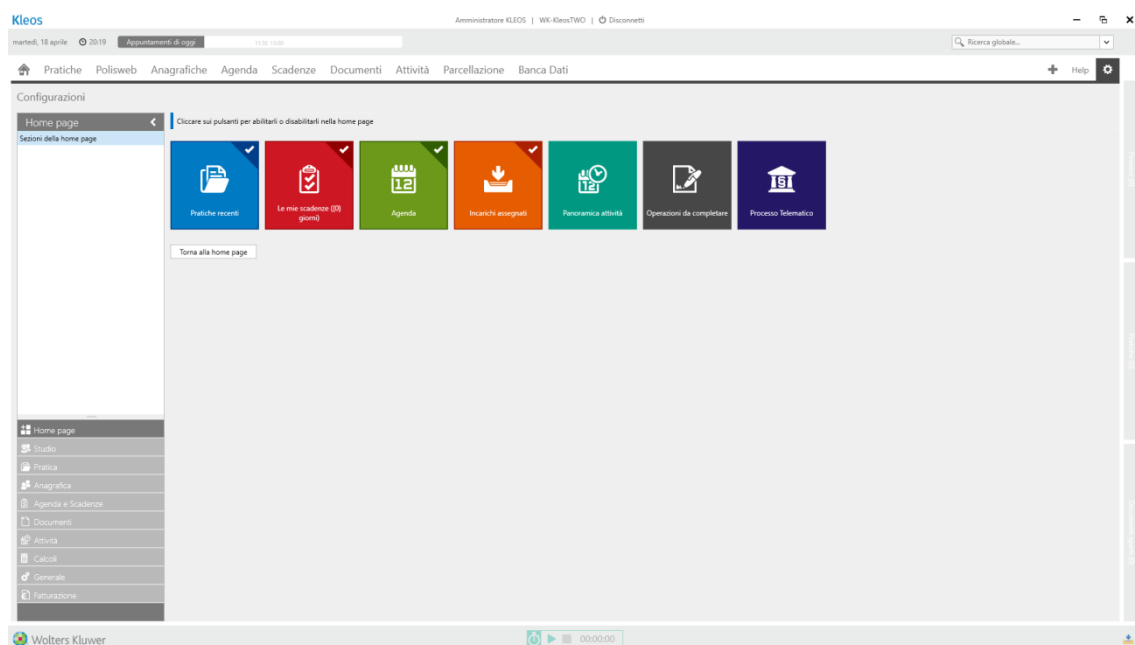 Kleos
Amministratore KLEOS | WK-KleosTWO | Disconnetti
martedì, 18 aprile 20:19 Appuntamenti di oggi
Ricerca globale...
Pratiche Polisweb Anagrafiche Agenda Scadenze Documenti Attività Parcellazione Banca Dati
Help
Configurazioni
Home page
Sezioni della home page
Cliccare sui pulsanti per abilitarli o disabilitarli nella home page
12
12
Pratiche recenti
Le mie scadenze ({0}
giorni)
Agenda
Incarichi assegnati
Panoramica attività
Operazioni da completare
Processo Telematico
Torna alla home page
Home page
Studio
Pratica
Anagrafica
Agenda e Scadenze
Documenti
Attività
Calcoli
Generale
Fatturazione
Wolters Kluwer
00:00:00